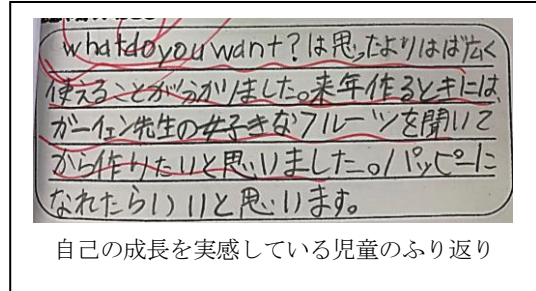 whatdoyou want?は思ったよりはば広く
使えることが分かりました。来年作るときには、
ガーイェン先生の好きなフルーツを聞いて
から作りたいと思いました。ハッピーに
なれたらいいと思います。
自己の成長を実感している児童のふり返り